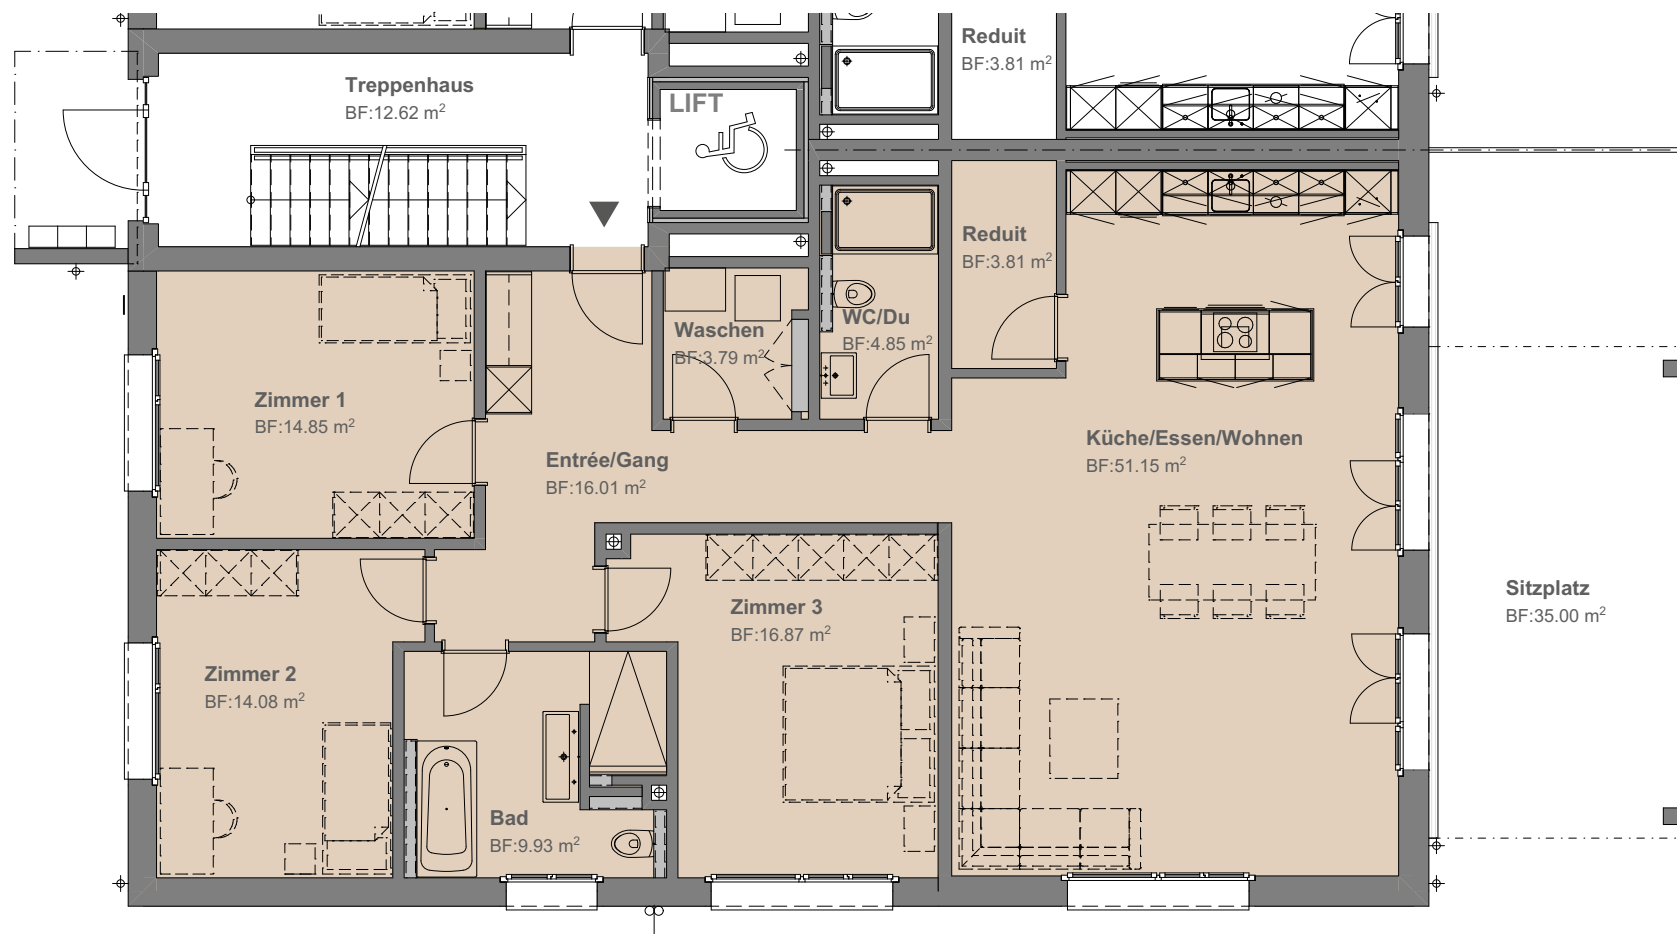 Reduit
BF:3.81 m²
Treppenhaus
BF:12.62 m²
LIFT
Reduit
BF:3.81 m²
Waschen
BF:3.79 m²
WC/Du
BF:4.85 m²
Zimmer 1
BF:14.85 m²
Entrée/Gang
BF:16.01 m²
Küche/Essen/Wohnen
BF:51.15 m²
Zimmer 3
BF:16.87 m²
Sitzplatz
BF:35.00 m²
Zimmer 2
BF:14.08 m²
Bad
BF:9.93 m²